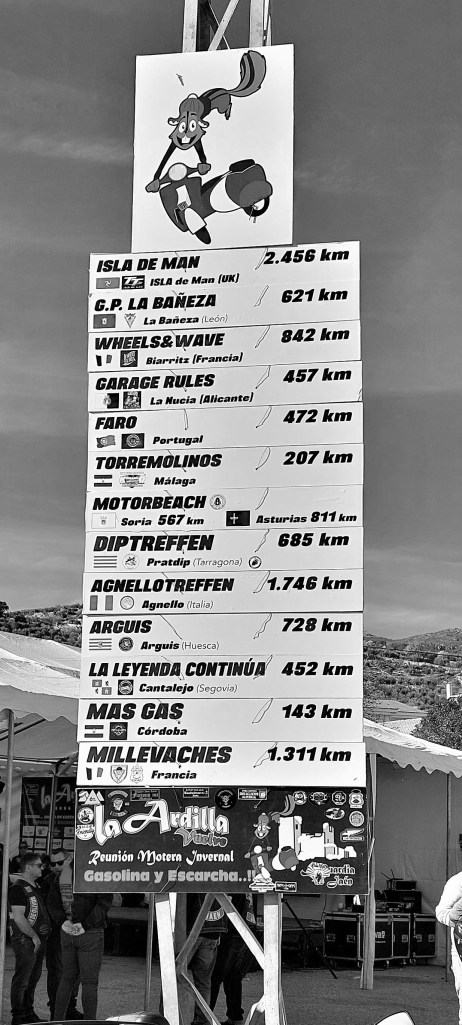 ISLA DE MAN 2.456 km
Isla de Man (UK)
G.P. LA BAÑEZA 621 km
La Bañeza (León)
WHEELS&WAVE 842 km
Biarritz (Francia)
GARAGE RULES 457 km
La Nucia (Alicante)
FARO 472 km
Portugal
TORREMOLINOS 207 km
Málaga
MOTORBEACH
Soria 567 km Asturias 811 km
DIPTREFFEN 685 km
Pratdip (Tarragona)
AGNELLOTREFFEN 1.746 km
Agnello (Italia)
ARGUIS 728 km
Arguis (Huesca)
LA LEYENDA CONTINÚA 452 km
Cantalejo (Segovia)
MAS GAS 143 km
Córdoba
MILLEVACHES 1.311 km
Francia
la Ardilla
Reunión Motera Invernal
Gasolina y Escarcha..!!
Jaén